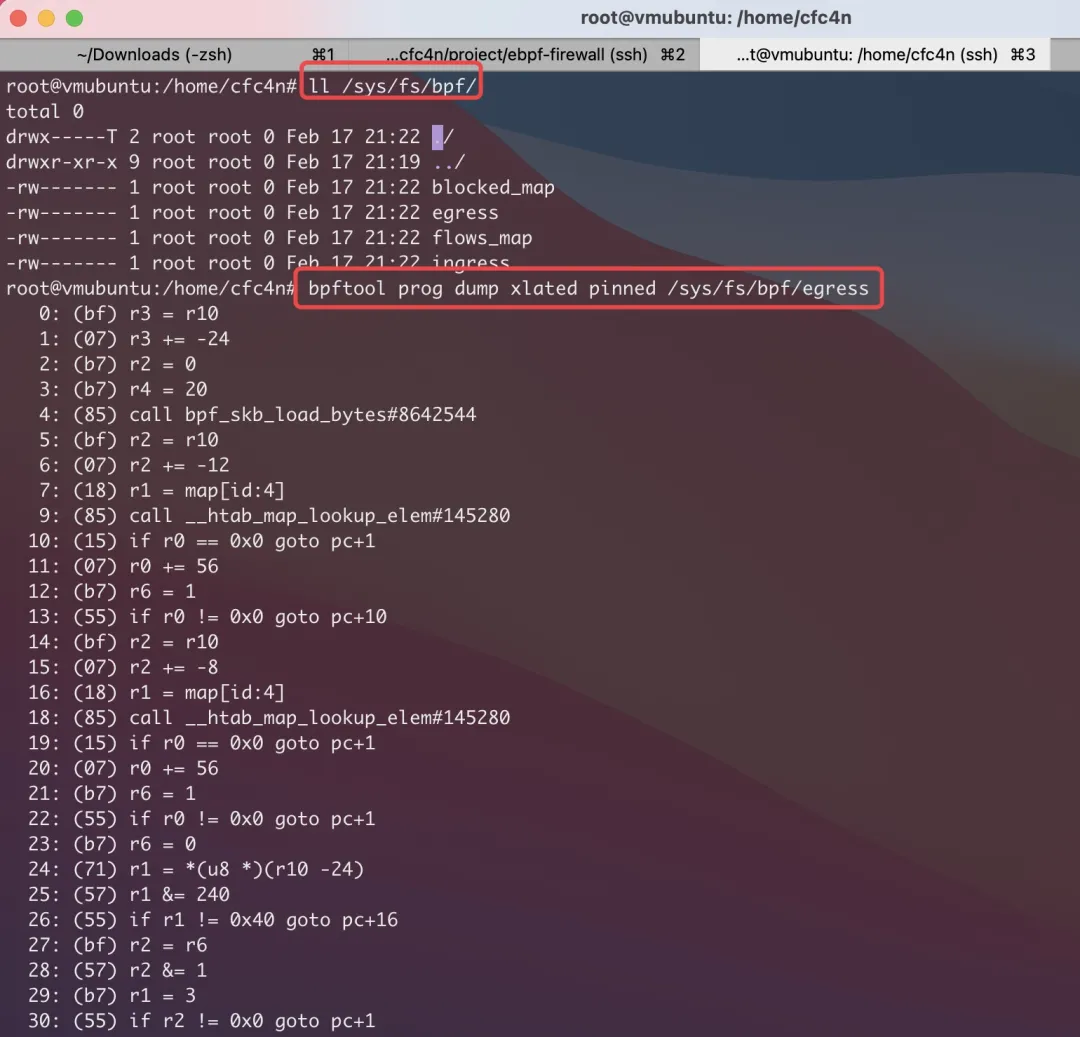 root@vmubuntu: /home/cfc4n
~/Downloads (-zsh) ⌘1 ...cfc4n/project/ebpf-firewall (ssh) ⌘2 ...t@vmubuntu: /home/cfc4n (ssh) ⌘3
root@vmubuntu:/home/cfc4n# ll /sys/fs/bpf/
total 0
drwx-----T 2 root root 0 Feb 17 21:22 ./
drwxr-xr-x 9 root root 0 Feb 17 21:19 ../
-rw------- 1 root root 0 Feb 17 21:22 blocked_map
-rw------- 1 root root 0 Feb 17 21:22 egress
-rw------- 1 root root 0 Feb 17 21:22 flows_map
-rw------- 1 root root 0 Feb 17 21:22 ingress
root@vmubuntu:/home/cfc4n# bpftool prog dump xlated pinned /sys/fs/bpf/egress
0: (bf) r3 = r10
1: (07) r3 += -24
2: (b7) r2 = 0
3: (b7) r4 = 20
4: (85) call bpf_skb_load_bytes#8642544
5: (bf) r2 = r10
6: (07) r2 += -12
7: (18) r1 = map[id:4]
9: (85) call __htab_map_lookup_elem#145280
10: (15) if r0 == 0x0 goto pc+1
11: (07) r0 += 56
12: (b7) r6 = 1
13: (55) if r0 != 0x0 goto pc+10
14: (bf) r2 = r10
15: (07) r2 += -8
16: (18) r1 = map[id:4]
18: (85) call __htab_map_lookup_elem#145280
19: (15) if r0 == 0x0 goto pc+1
20: (07) r0 += 56
21: (b7) r6 = 1
22: (55) if r0 != 0x0 goto pc+1
23: (b7) r6 = 0
24: (71) r1 = *(u8 *)(r10 -24)
25: (57) r1 &= 240
26: (55) if r1 != 0x40 goto pc+16
27: (bf) r2 = r6
28: (57) r2 &= 1
29: (b7) r1 = 3
30: (55) if r2 != 0x0 goto pc+1